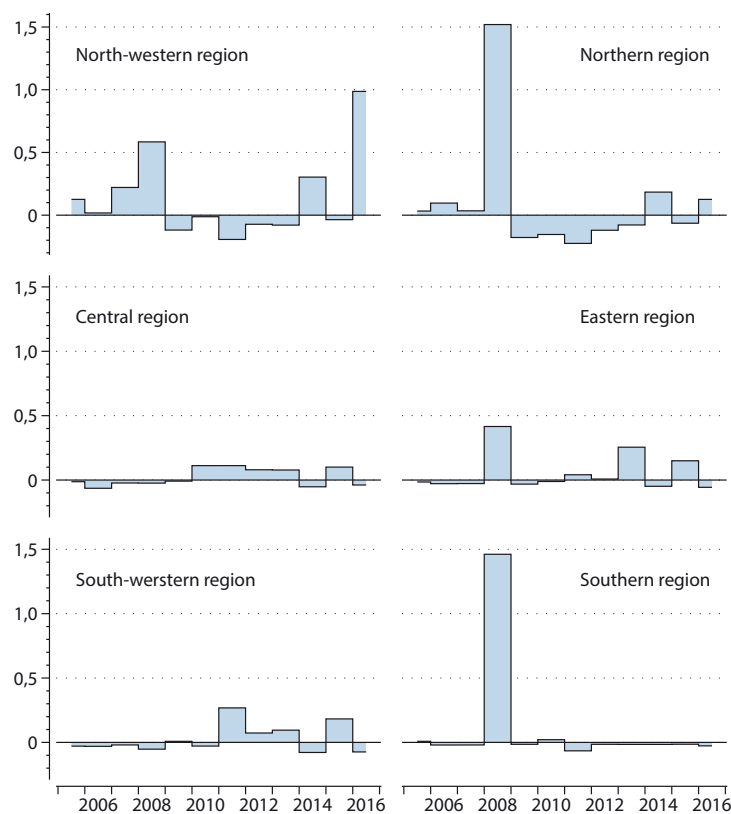 1,5
North-western region
Northern region
1,0
0,5
0
1,5
Central region
Eastern region
1,0
0,5
0
1,5
South-werstern region
Southern region
1,0
0,5
0
2006 2008 2010 2012 2014 2016
2006 2008 2010 2012 2014 2016